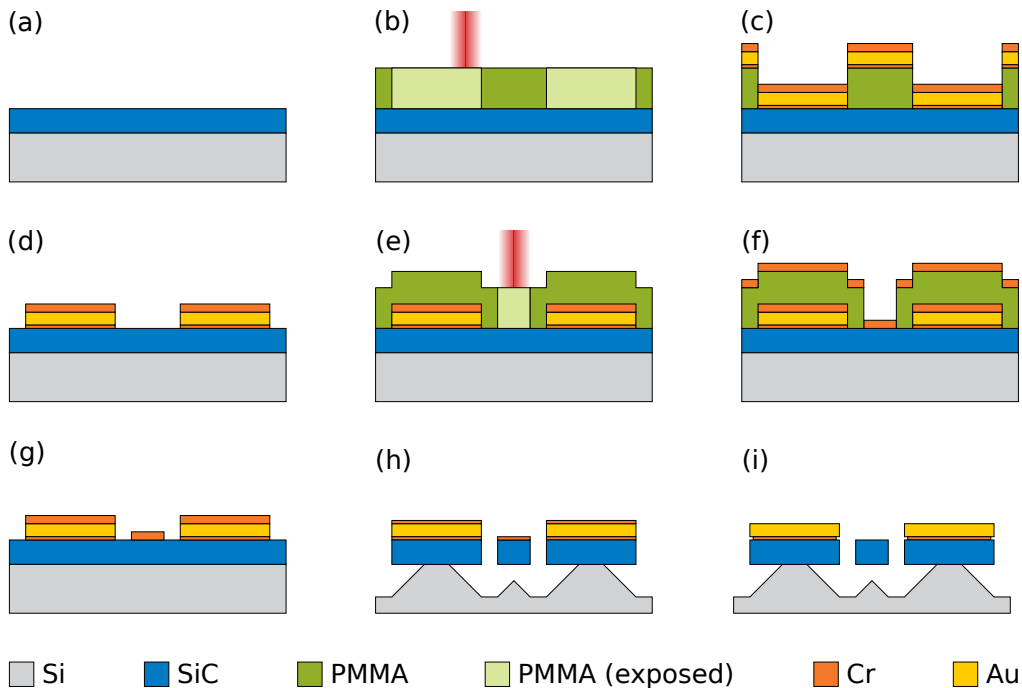 (a)
(b)
(c)
(d)
(e)
(f)
(g)
(h)
(i)
Si
SiC
PMMA
PMMA (exposed)
Cr
Au